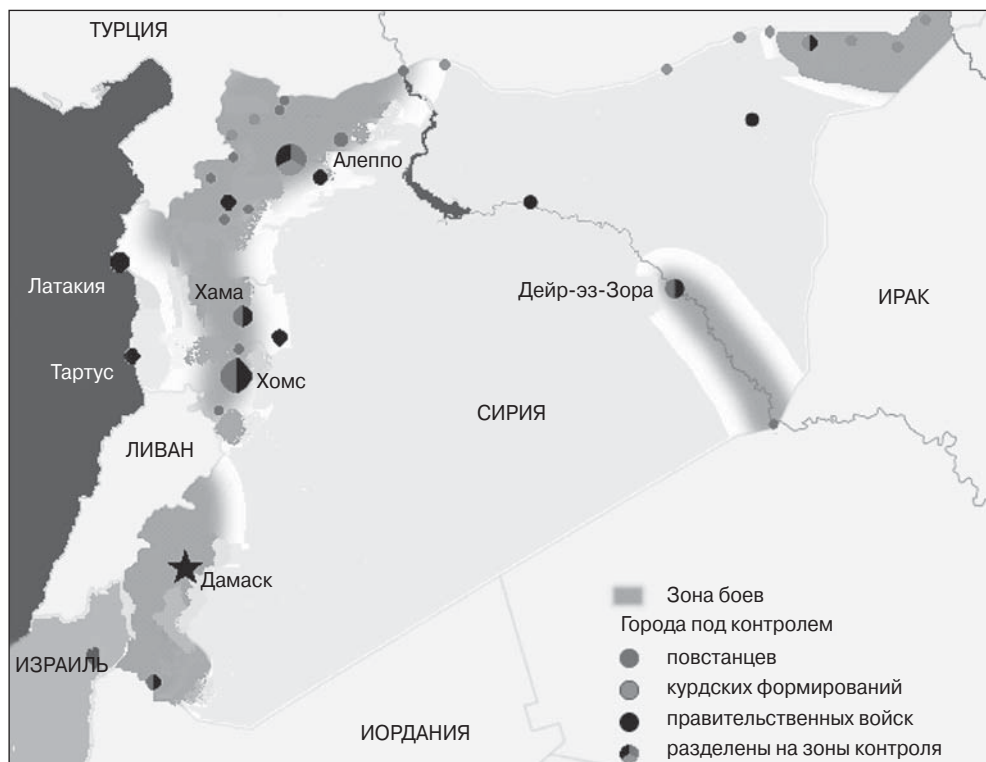 ТУРЦИЯ
Алеппо
Латакия
Хама
Дейр-эз-Зора
ИРАК
Тартус
Хомс
СИРИЯ
ЛИВАН
Дамаск
ИЗРАИЛЬ
ИОРДАНИЯ
Зона боев
Города под контролем
повстанцев
курдских формирований
правительственных войск
разделены на зоны контроля